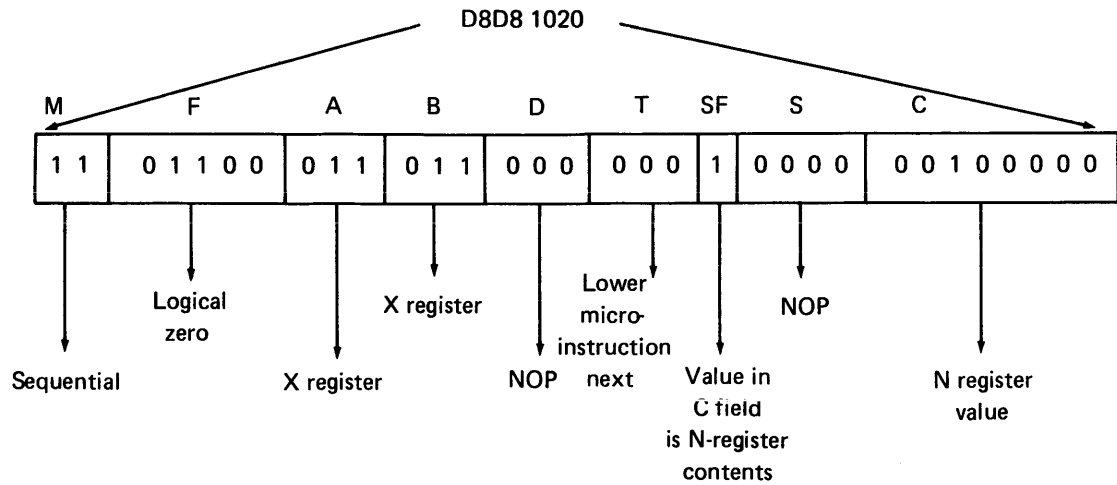 D8D8 1020
M F A B D T SF S C
1 1 0 1 1 0 0 0 1 1 0 1 1 0 0 0 0 0 0 1 0 0 0 0 0 0 1 0 0 0 0 0
Sequential
Logical
zero
X register
X register
NOP
Lower
micro-
instruction
next
Value in
C field
is N-register
contents
NOP
N register
value